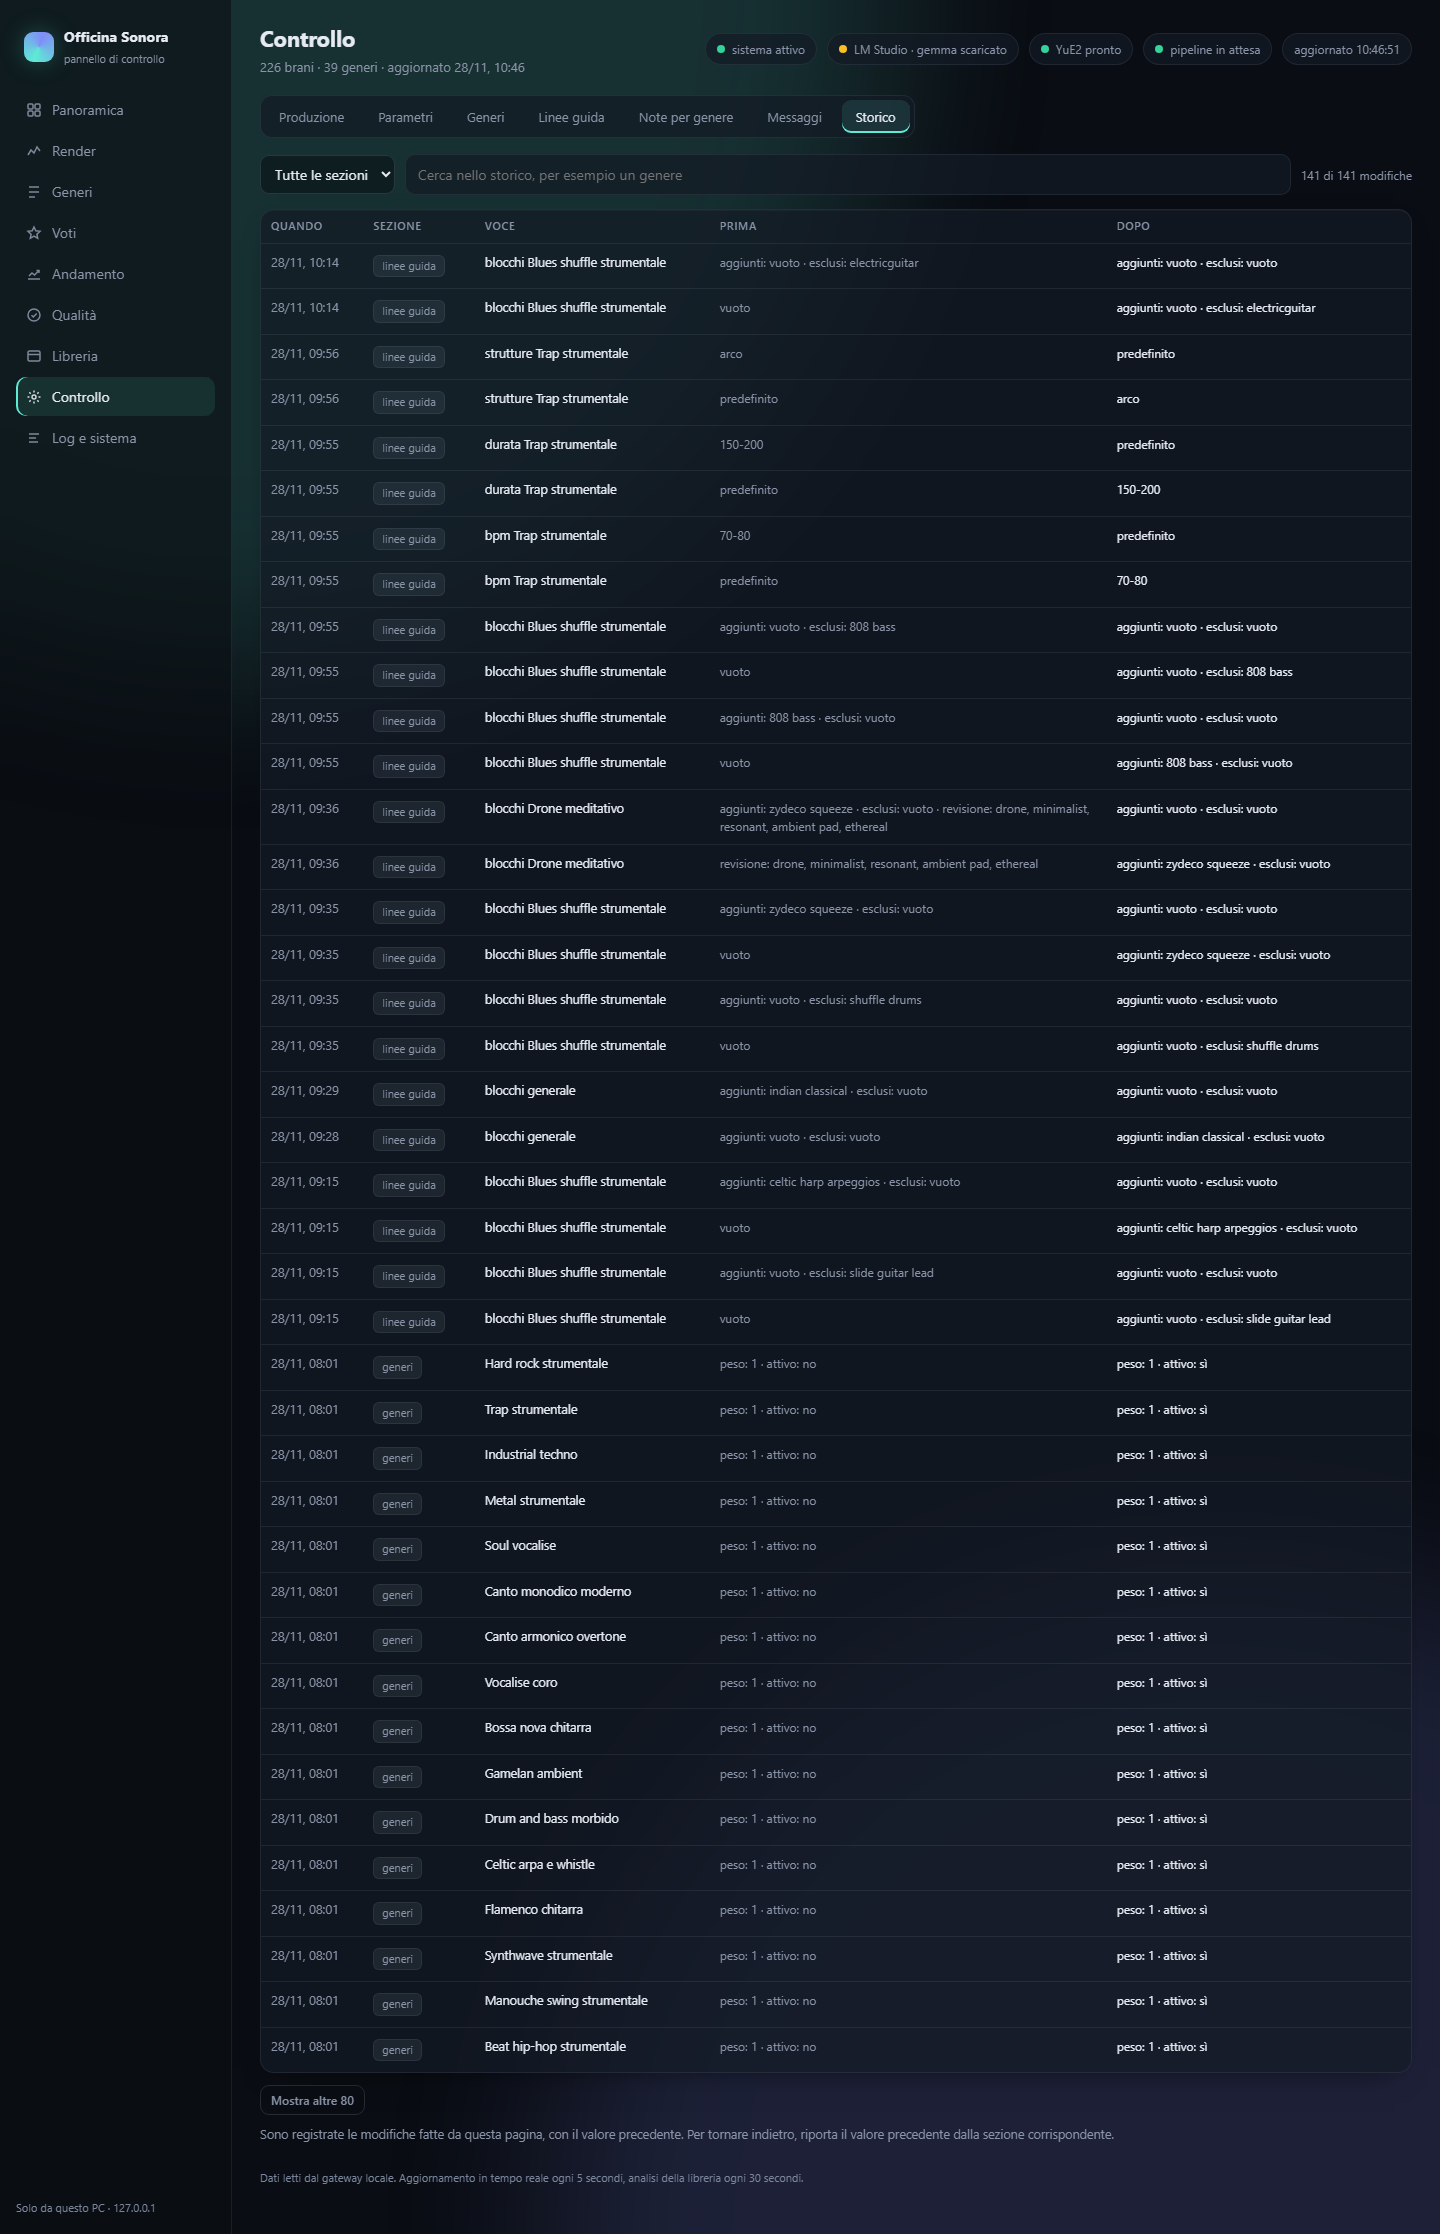 Officina Sonora
pannello di controllo
Panoramica
Render
Generi
Voti
Andamento
Qualità
Libreria
Controllo
Log e sistema
Solo da questo PC · 127.0.0.1
Controllo
226 brani · 39 generi · aggiornato 28/11, 10:46
sistema attivo
LM Studio · gemma scaricato
YuE2 pronto
pipeline in attesa
aggiornato 10:46:51
Produzione Parametri Generi Linee guida Note per genere Messaggi Storico
Tutte le sezioni Cerca nello storico, per esempio un genere 141 di 141 modifiche
QUANDO SEZIONE VOCE PRIMA DOPO
28/11, 10:14 linee guida blocchi Blues shuffle strumentale aggiunti: vuoto · esclusi: electricguitar aggiunti: vuoto · esclusi: vuoto
28/11, 10:14 linee guida blocchi Blues shuffle strumentale vuoto aggiunti: vuoto · esclusi: electricguitar
28/11, 09:56 linee guida strutture Trap strumentale arco predefinito
28/11, 09:56 linee guida strutture Trap strumentale predefinito arco
28/11, 09:55 linee guida durata Trap strumentale 150-200 predefinito
28/11, 09:55 linee guida durata Trap strumentale predefinito 150-200
28/11, 09:55 linee guida bpm Trap strumentale 70-80 predefinito
28/11, 09:55 linee guida bpm Trap strumentale predefinito 70-80
28/11, 09:55 linee guida blocchi Blues shuffle strumentale aggiunti: vuoto · esclusi: 808 bass aggiunti: vuoto · esclusi: vuoto
28/11, 09:55 linee guida blocchi Blues shuffle strumentale vuoto aggiunti: vuoto · esclusi: 808 bass
28/11, 09:55 linee guida blocchi Blues shuffle strumentale aggiunti: 808 bass · esclusi: vuoto aggiunti: vuoto · esclusi: vuoto
28/11, 09:55 linee guida blocchi Blues shuffle strumentale vuoto aggiunti: 808 bass · esclusi: vuoto
28/11, 09:36 linee guida blocchi Drone meditativo aggiunti: zydeco squeeze · esclusi: vuoto · revisione: drone, minimalist, aggiunti: vuoto · esclusi: vuoto
resonant, ambient pad, ethereal
28/11, 09:36 linee guida blocchi Drone meditativo revisione: drone, minimalist, resonant, ambient pad, ethereal aggiunti: zydeco squeeze · esclusi: vuoto
28/11, 09:35 linee guida blocchi Blues shuffle strumentale aggiunti: zydeco squeeze · esclusi: vuoto aggiunti: vuoto · esclusi: vuoto
28/11, 09:35 linee guida blocchi Blues shuffle strumentale vuoto aggiunti: zydeco squeeze · esclusi: vuoto
28/11, 09:35 linee guida blocchi Blues shuffle strumentale aggiunti: vuoto · esclusi: shuffle drums aggiunti: vuoto · esclusi: vuoto
28/11, 09:35 linee guida blocchi Blues shuffle strumentale vuoto aggiunti: vuoto · esclusi: shuffle drums
28/11, 09:29 linee guida blocchi generale aggiunti: indian classical · esclusi: vuoto aggiunti: vuoto · esclusi: vuoto
28/11, 09:28 linee guida blocchi generale aggiunti: vuoto · esclusi: vuoto aggiunti: indian classical · esclusi: vuoto
28/11, 09:15 linee guida blocchi Blues shuffle strumentale aggiunti: celtic harp arpeggios · esclusi: vuoto aggiunti: vuoto · esclusi: vuoto
28/11, 09:15 linee guida blocchi Blues shuffle strumentale vuoto aggiunti: celtic harp arpeggios · esclusi: vuoto
28/11, 09:15 linee guida blocchi Blues shuffle strumentale aggiunti: vuoto · esclusi: slide guitar lead aggiunti: vuoto · esclusi: vuoto
28/11, 09:15 linee guida blocchi Blues shuffle strumentale vuoto aggiunti: vuoto · esclusi: slide guitar lead
28/11, 08:01 generi Hard rock strumentale peso: 1 · attivo: no peso: 1 · attivo: sì
28/11, 08:01 generi Trap strumentale peso: 1 · attivo: no peso: 1 · attivo: sì
28/11, 08:01 generi Industrial techno peso: 1 · attivo: no peso: 1 · attivo: sì
28/11, 08:01 generi Metal strumentale peso: 1 · attivo: no peso: 1 · attivo: sì
28/11, 08:01 generi Soul vocalise peso: 1 · attivo: no peso: 1 · attivo: sì
28/11, 08:01 generi Canto monodico moderno peso: 1 · attivo: no peso: 1 · attivo: sì
28/11, 08:01 generi Canto armonico overtone peso: 1 · attivo: no peso: 1 · attivo: sì
28/11, 08:01 generi Vocalise coro peso: 1 · attivo: no peso: 1 · attivo: sì
28/11, 08:01 generi Bossa nova chitarra peso: 1 · attivo: no peso: 1 · attivo: sì
28/11, 08:01 generi Gamelan ambient peso: 1 · attivo: no peso: 1 · attivo: sì
28/11, 08:01 generi Drum and bass morbido peso: 1 · attivo: no peso: 1 · attivo: sì
28/11, 08:01 generi Celtic arpa e whistle peso: 1 · attivo: no peso: 1 · attivo: sì
28/11, 08:01 generi Flamenco chitarra peso: 1 · attivo: no peso: 1 · attivo: sì
28/11, 08:01 generi Synthwave strumentale peso: 1 · attivo: no peso: 1 · attivo: sì
28/11, 08:01 generi Manouche swing strumentale peso: 1 · attivo: no peso: 1 · attivo: sì
28/11, 08:01 generi Beat hip-hop strumentale peso: 1 · attivo: no peso: 1 · attivo: sì
Mostra altre 80
Sono registrate le modifiche fatte da questa pagina, con il valore precedente. Per tornare indietro, riporta il valore precedente dalla sezione corrispondente.
Dati letti dal gateway locale. Aggiornamento in tempo reale ogni 5 secondi, analisi della libreria ogni 30 secondi.